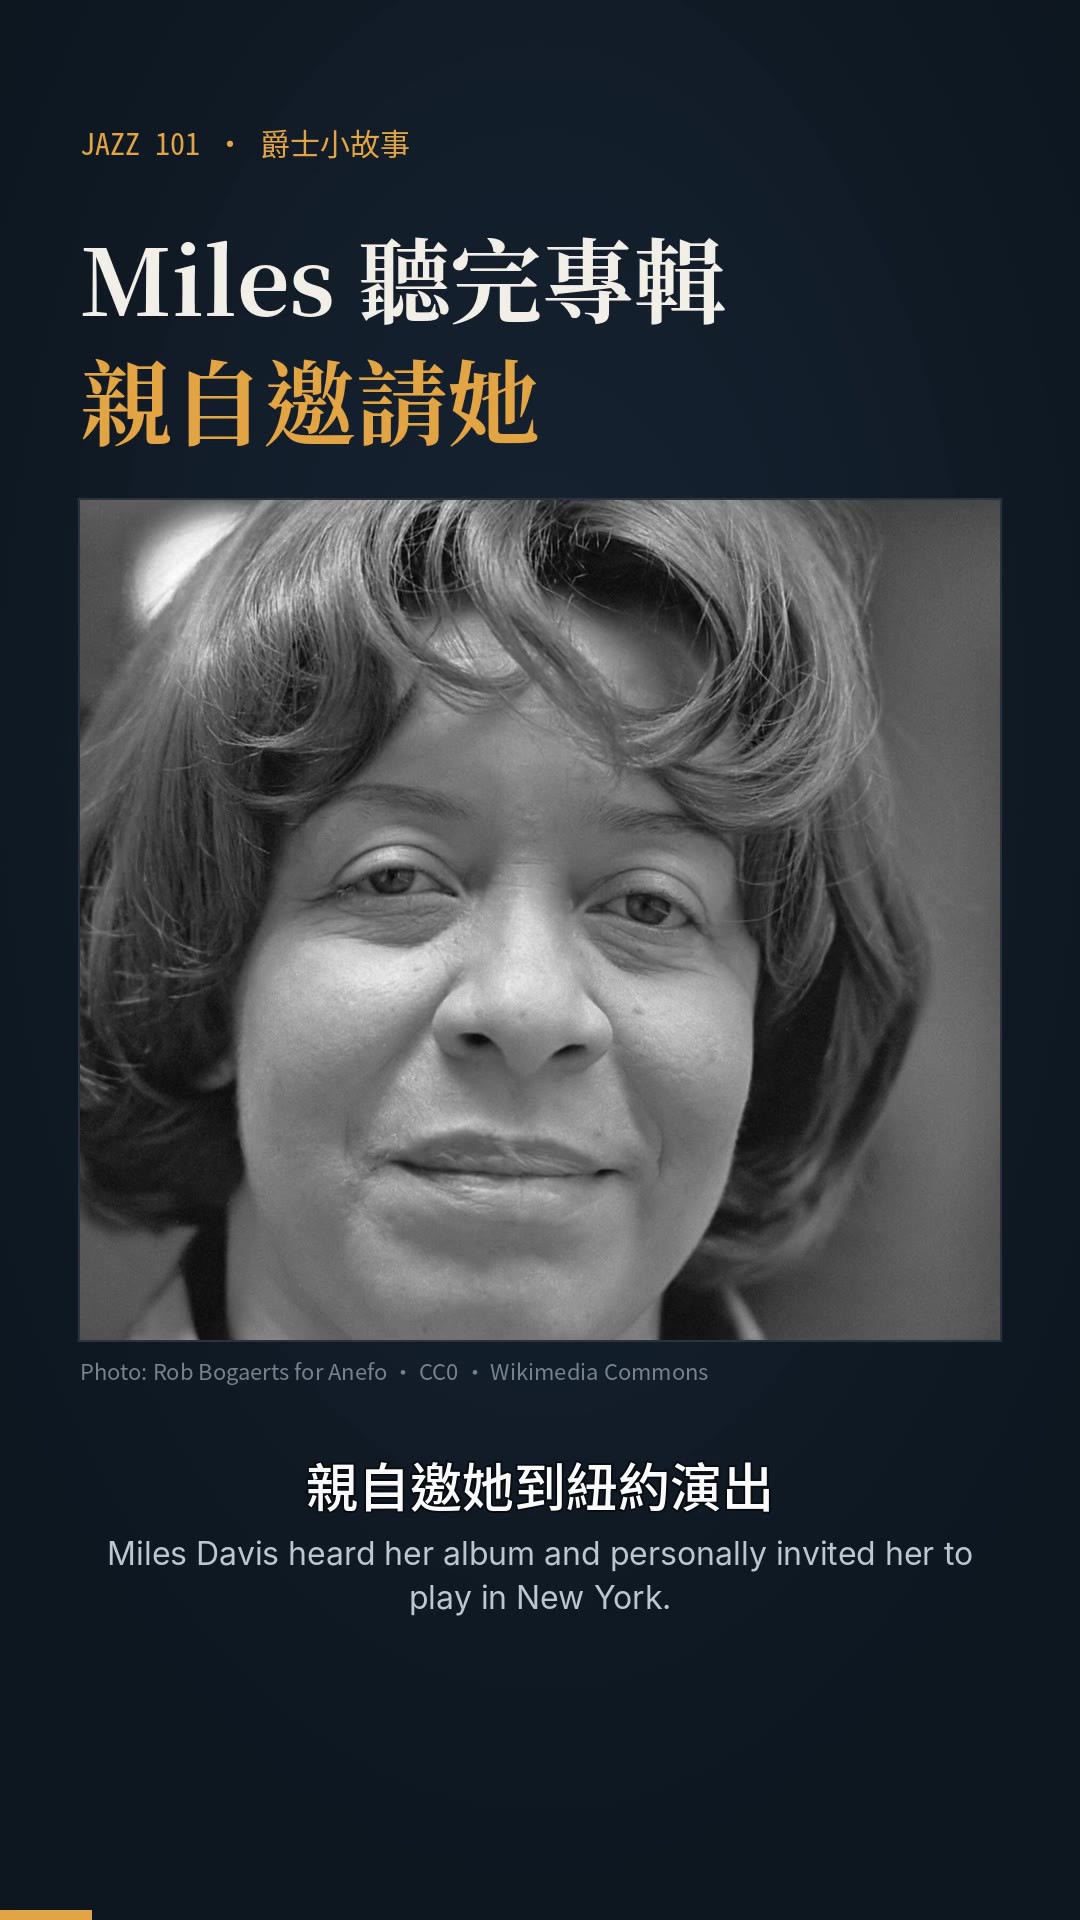 JAZZ 101 • 爵士小故事
Miles 聽完專輯
親自邀請她
Photo: Rob Bogaerts for Anefo • CC0 • Wikimedia Commons
親自邀她到紐約演出
Miles Davis heard her album and personally invited her to
play in New York.